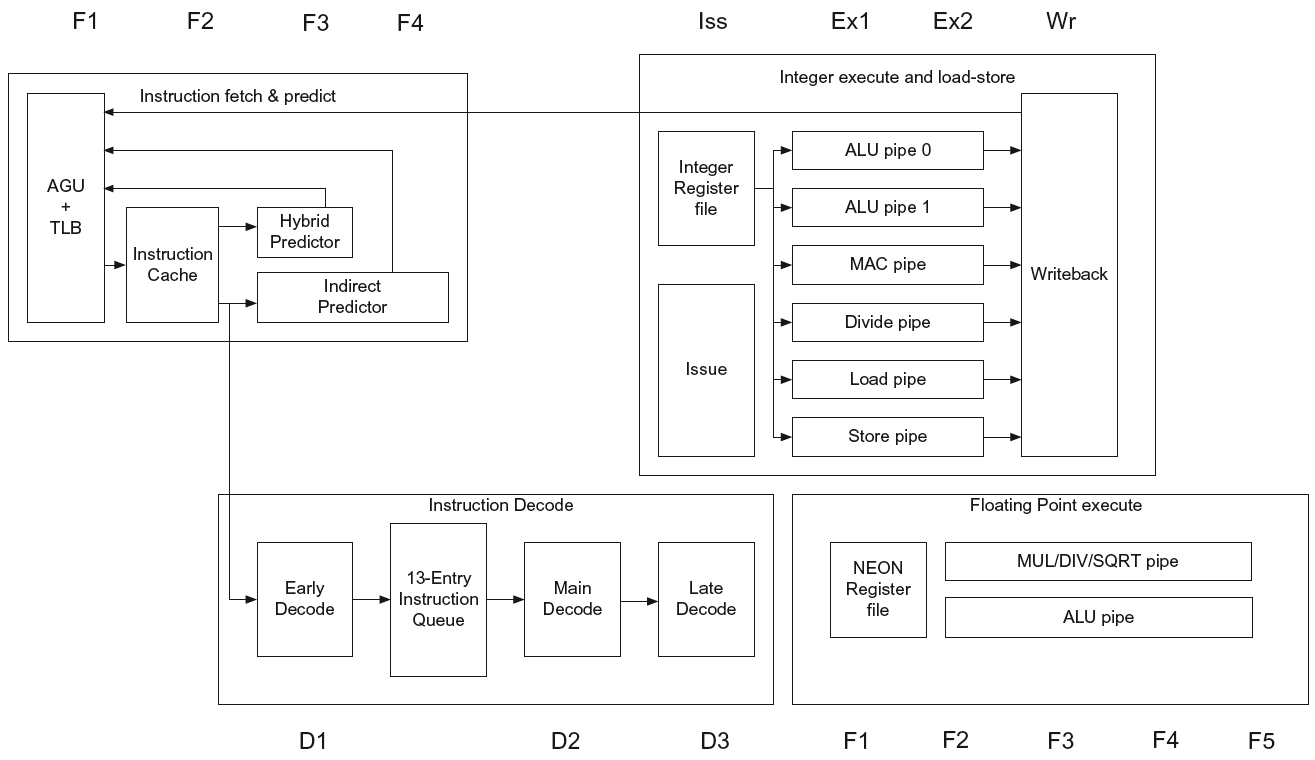 F1 F2 F3 F4 Iss Ex1 Ex2 Wr
Instruction fetch & predict
AGU
+
TLB
Instruction
Cache
Hybrid
Predictor
Indirect
Predictor
Integer execute and load-store
Integer
Register
file
Issue
ALU pipe 0
ALU pipe 1
MAC pipe
Divide pipe
Load pipe
Store pipe
Writeback
Instruction Decode
Early
Decode
13-Entry
Instruction
Queue
Main
Decode
Late
Decode
Floating Point execute
NEON
Register
file
MUL/DIV/SQRT pipe
ALU pipe
D1 D2 D3 F1 F2 F3 F4 F5